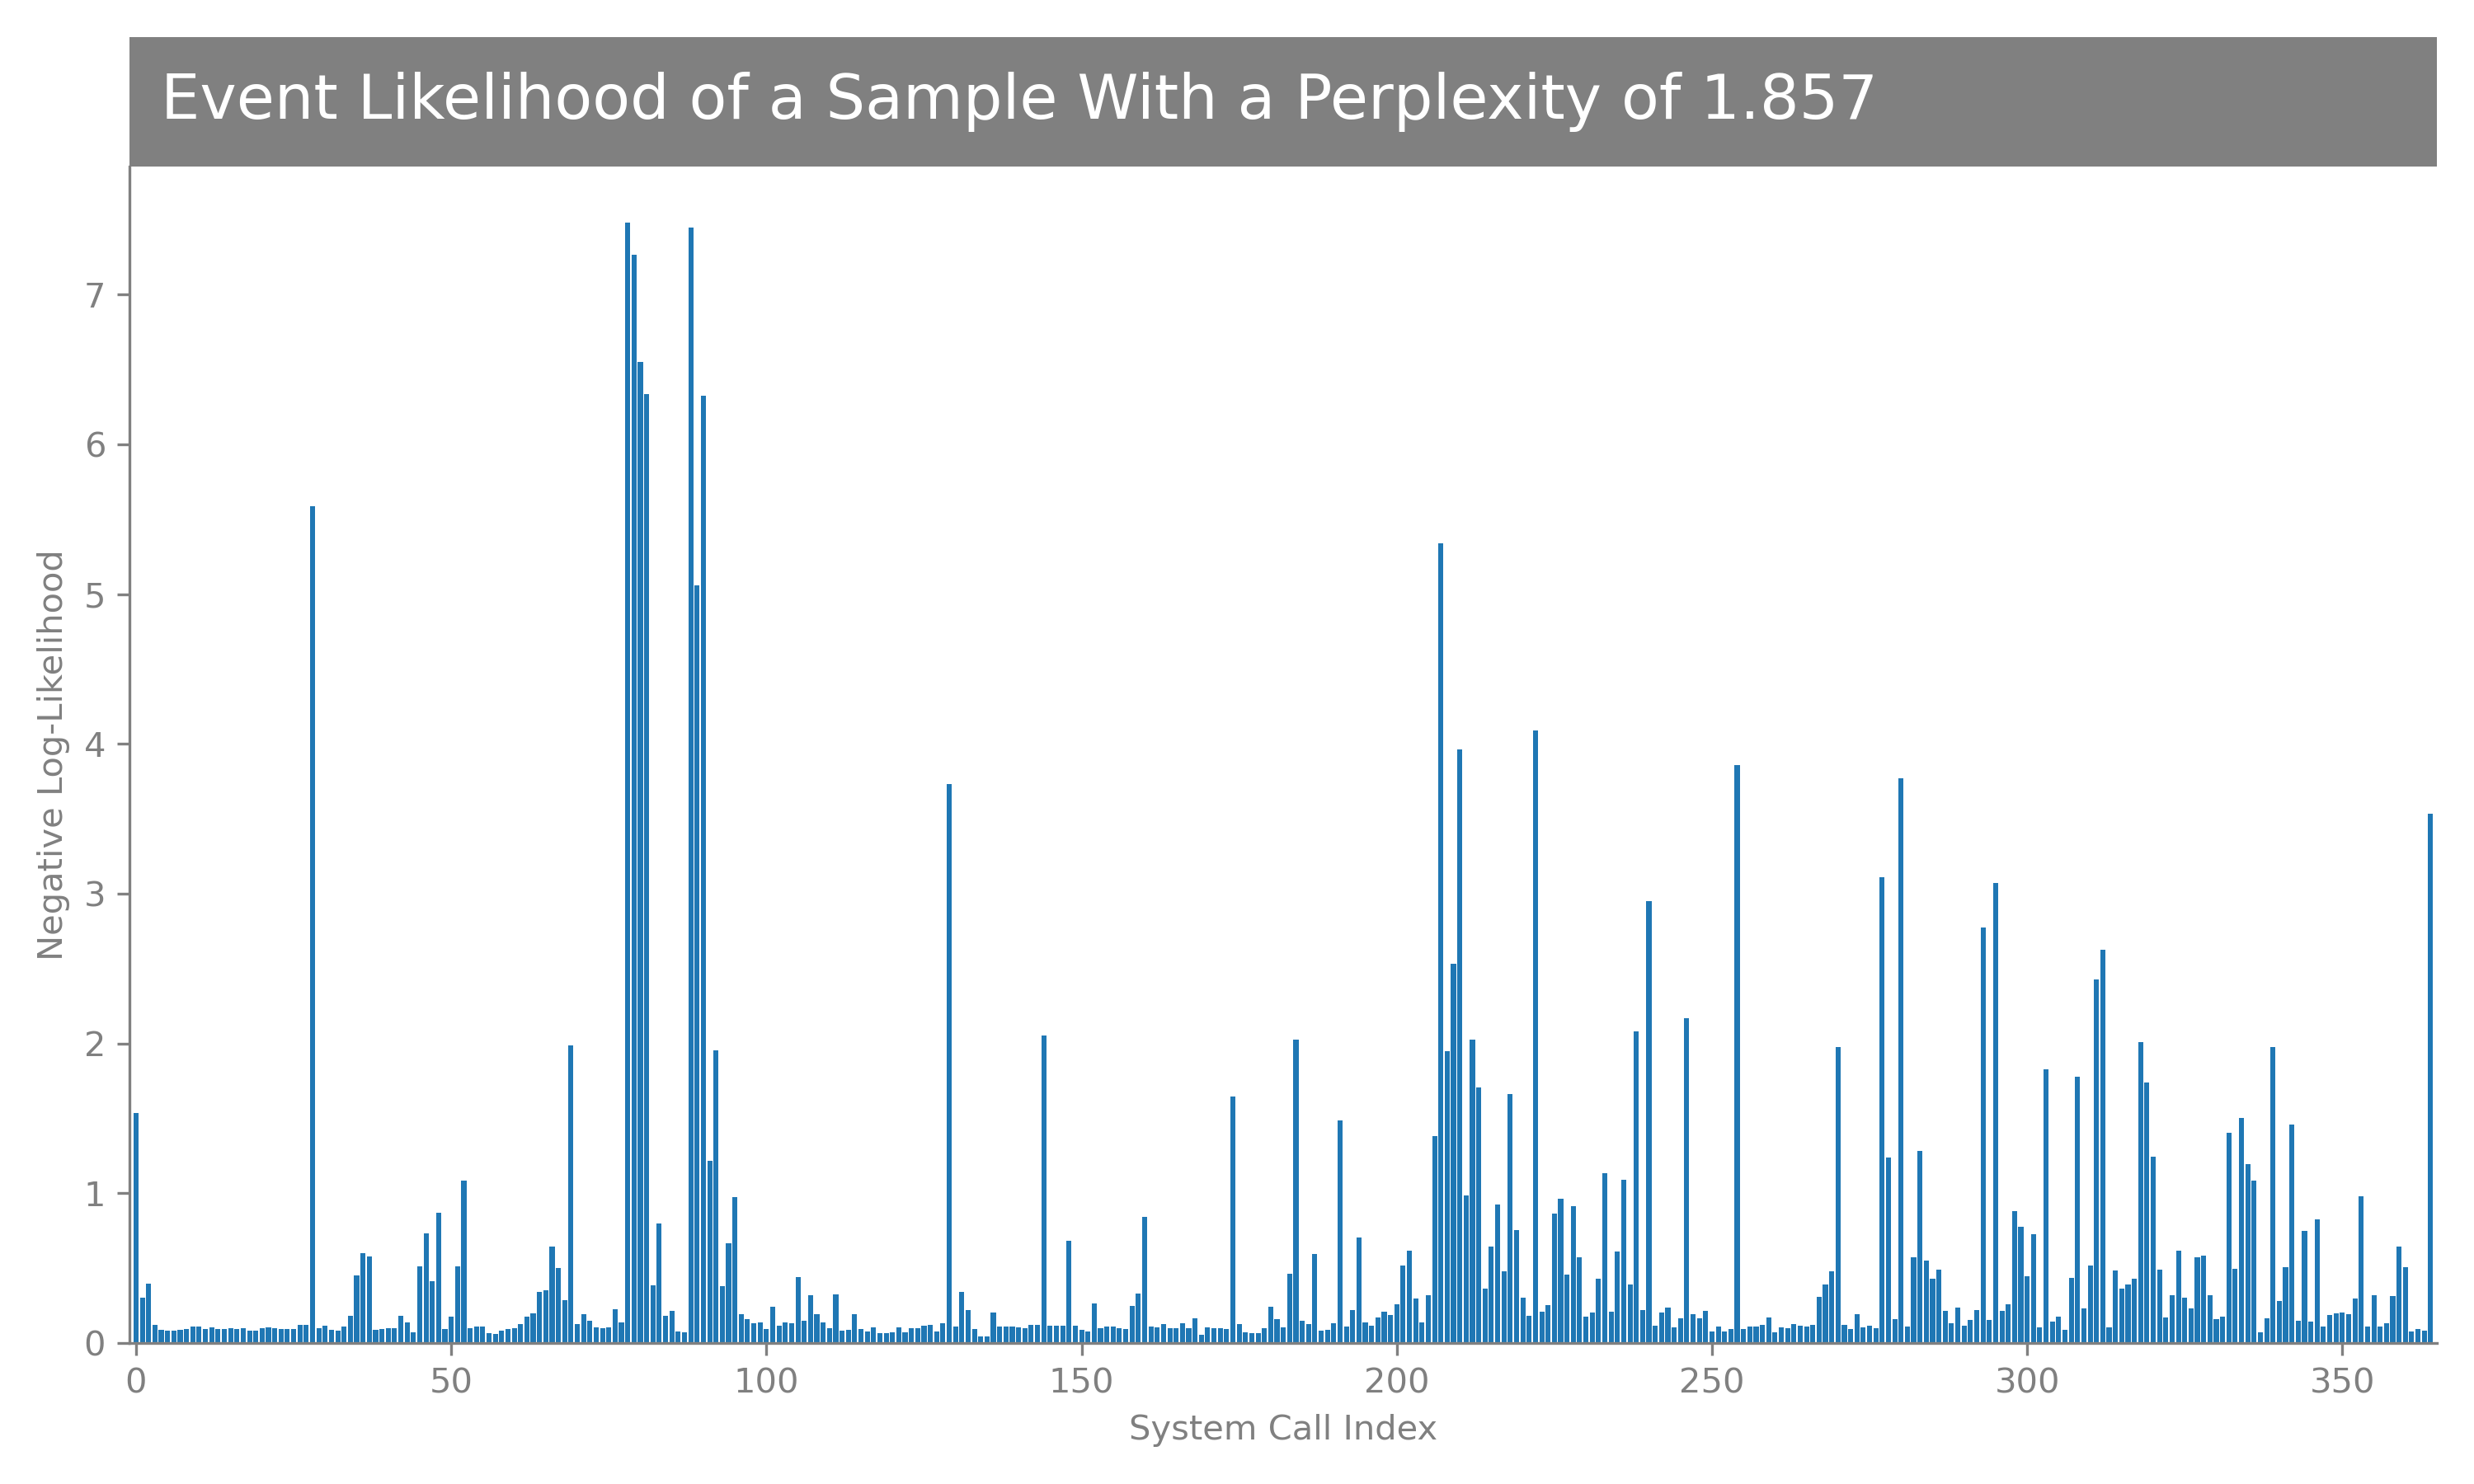 Event Likelihood of a Sample With a Perplexity of 1.857
Negative Log-Likelihood
7
6
5
4
3
2
1
0
0 50 100 150 200 250 300 350
System Call Index